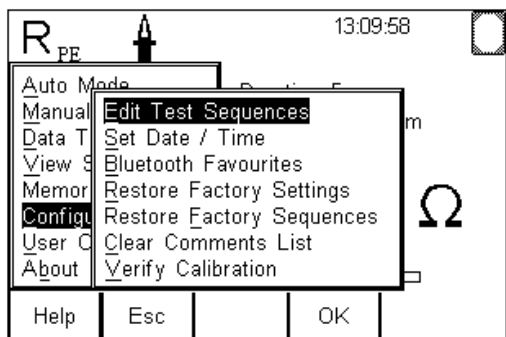 R PE 13:09:58
Auto Mode
Manual
m
Edit Test Sequences
Data T
Set Date / Time
View S
Bluetooth Favourites
Memor
Restore Factory Settings
Configu
Restore Factory Sequences
Ω
User C
Clear Comments List
About
Verify Calibration
Help Esc OK